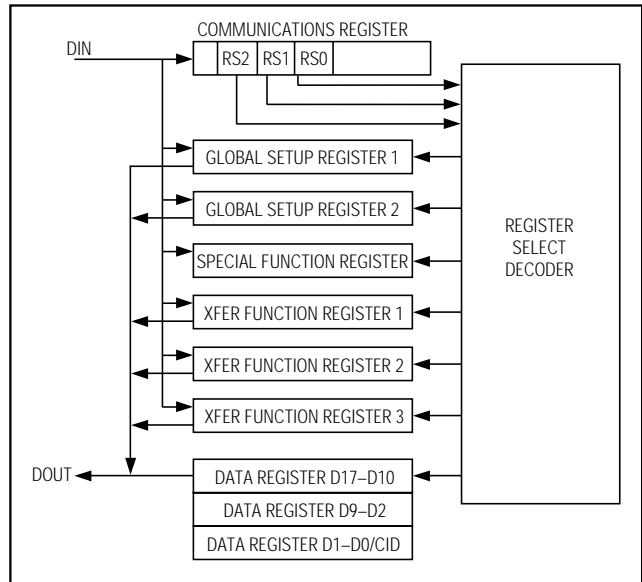 COMMUNICATIONS REGISTER
DIN
RS2 RS1 RS0
GLOBAL SETUP REGISTER 1
GLOBAL SETUP REGISTER 2
SPECIAL FUNCTION REGISTER
XFER FUNCTION REGISTER 1
XFER FUNCTION REGISTER 2
XFER FUNCTION REGISTER 3
REGISTER
SELECT
DECODER
DOUT
DATA REGISTER D17–D10
DATA REGISTER D9–D2
DATA REGISTER D1–D0/CID